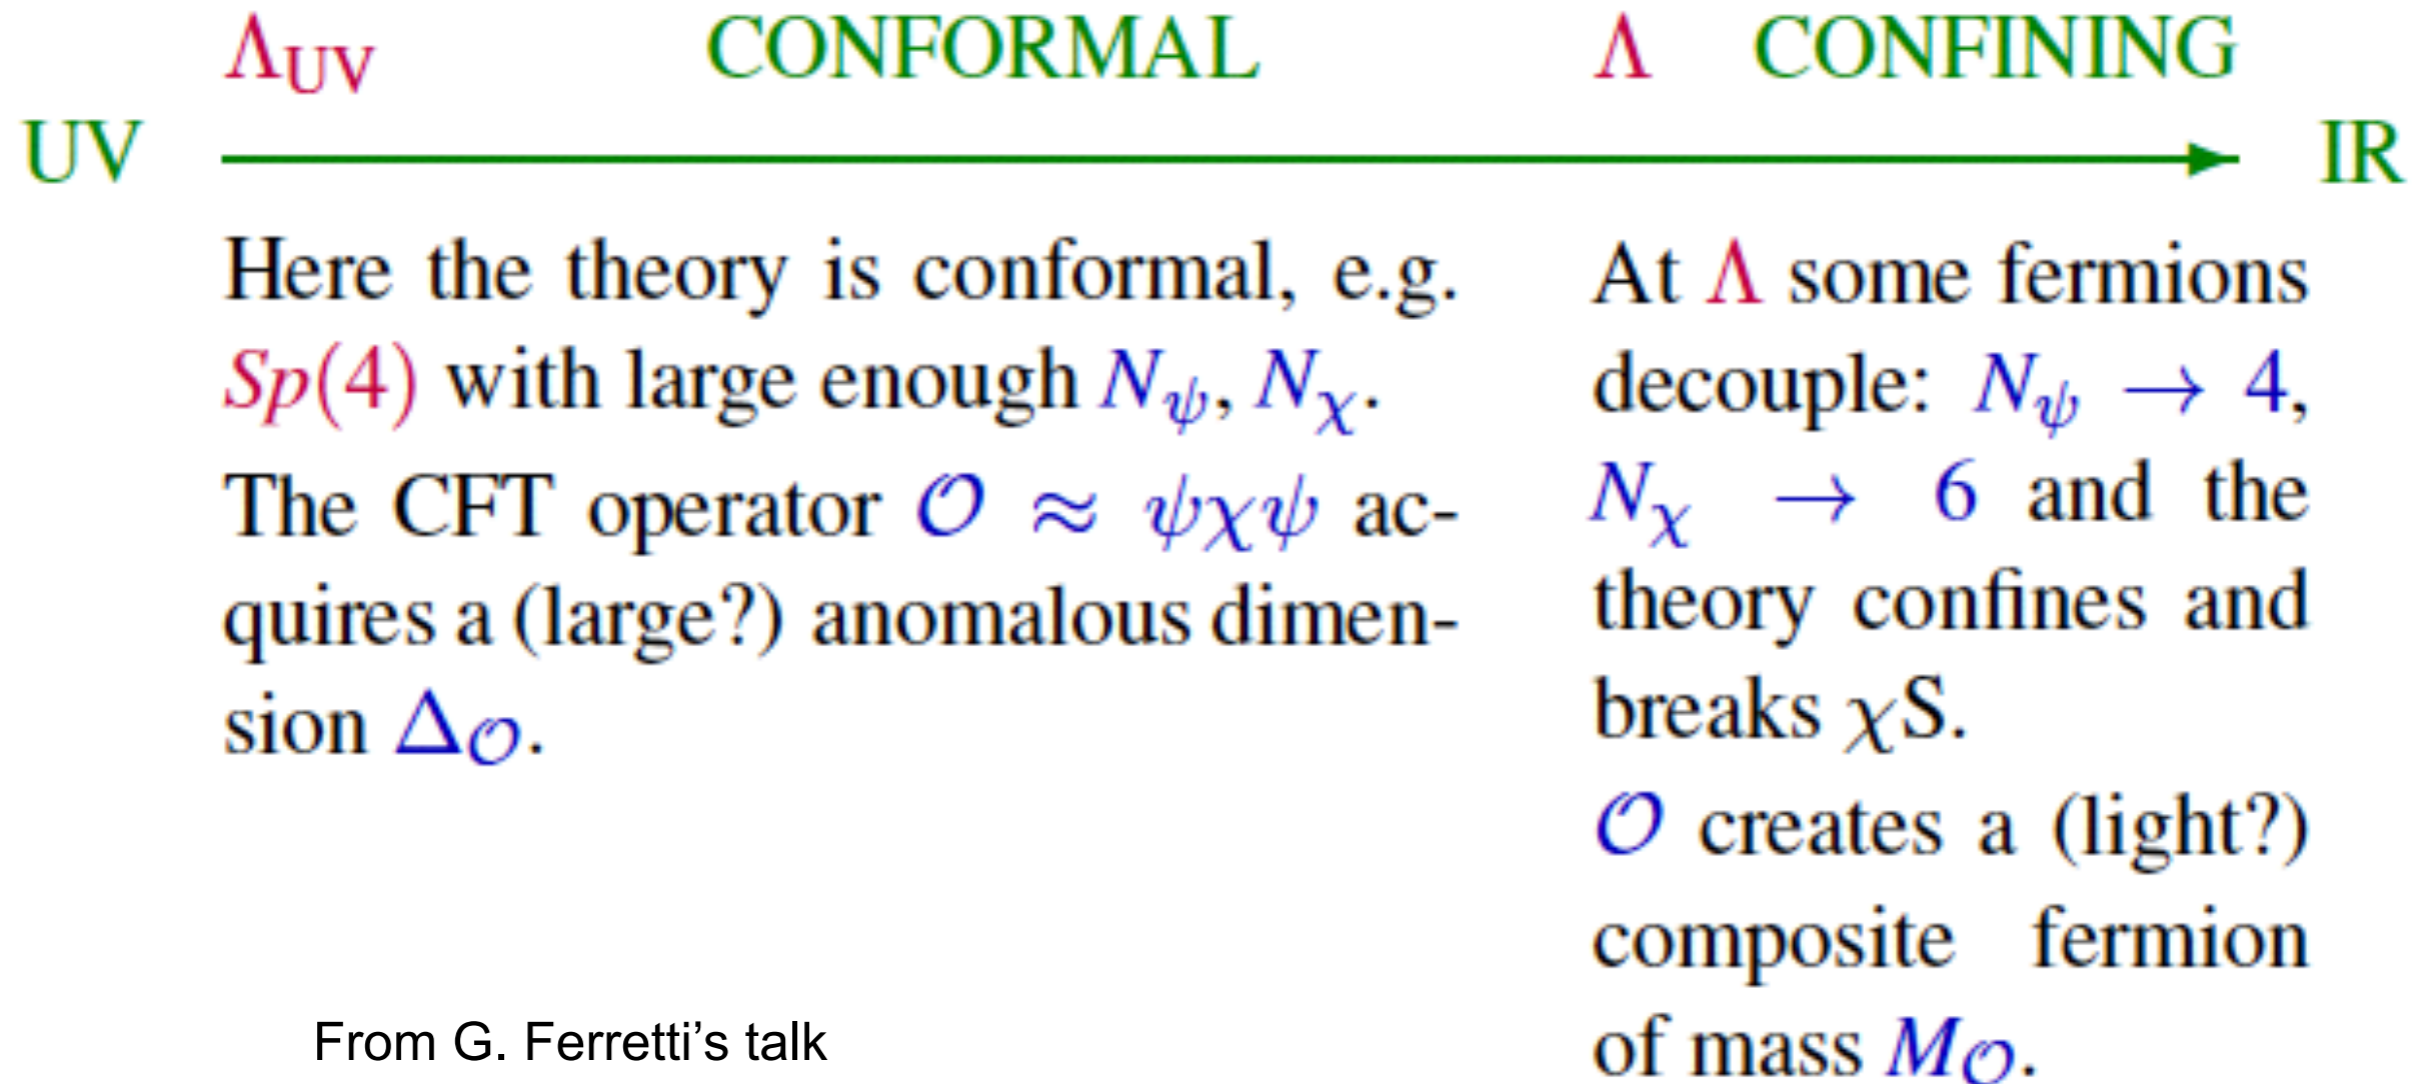 Λ_UV CONFORMAL Λ CONFINING
UV IR
Here the theory is conformal, e.g.
Sp(4) with large enough N_ψ, N_χ.
The CFT operator 𝒪 ≈ ψχψ ac-
quires a (large?) anomalous dimen-
sion Δ_𝒪.
At Λ some fermions
decouple: N_ψ → 4,
N_χ → 6 and the
theory confines and
breaks χS.
𝒪 creates a (light?)
composite fermion
of mass M_𝒪.
From G. Ferretti’s talk